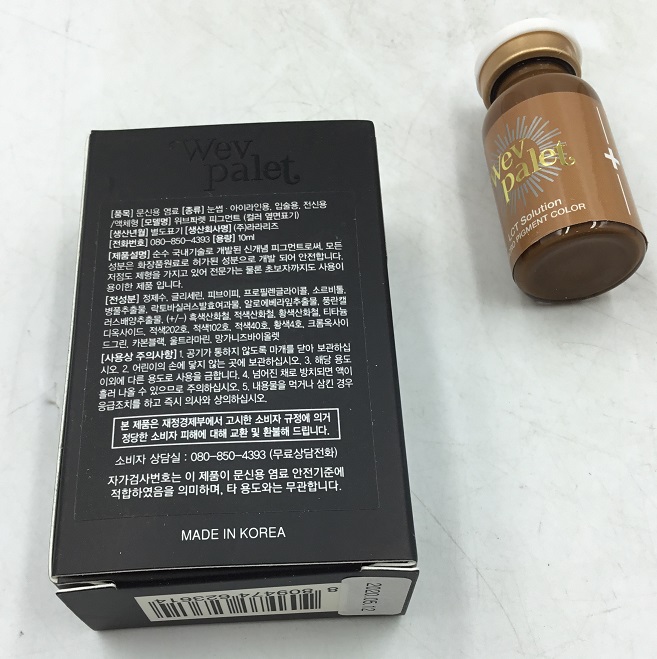 wev
palet
[품목] 문신용 염료 [종류] 눈썹 · 아이라인용, 입술용, 전신용
/액체형 [모델명] 위브파렛 피그먼트 (컬러 옆면표기)
[생산년월] 별도표기 [생산회사명] (주)라라리즈
[전화번호] 080-850-4393 [용량] 10ml
[제품설명] 순수 국내기술로 개발된 신개념 피그먼트로써, 모든
성분은 화장품원료로 허가된 성분으로 개발 되어 안전합니다.
저점도 제형을 가지고 있어 전문가는 물론 초보자까지도 사용이
용이한 제품 입니다.
[전성분] 정제수, 글리세린, 피브이피, 프로필렌글라이콜, 소르비톨,
병풀추출물, 락토바실러스발효여과물, 알로에베라잎추출물, 풍란캘
러스배양추출물, (+/-) 흑색산화철, 적색산화철, 황색산화철, 티타늄
디옥사이드, 적색202호, 적색102호, 적색40호, 황색4호, 크롬옥사이
드그린, 카본블랙, 울트라마린, 망가니즈바이올렛
[사용상 주의사항] 1. 공기가 통하지 않도록 마개를 닫아 보관하십
시오. 2. 어린이의 손에 닿지 않는 곳에 보관하십시오. 3. 해당 용도
이외에 다른 용도로 사용을 금합니다. 4. 넘어진 채로 방치되면 액이
흘러 나올 수 있으므로 주의하십시오. 5. 내용물을 먹거나 삼킨 경우
응급조치를 하고 즉시 의사와 상의하십시오.
본 제품은 재정경제부에서 고시한 소비자 규정에 의거
정당한 소비자 피해에 대해 교환 및 환불해 드립니다.
소비자 상담실 : 080-850-4393 (무료상담전화)
자가검사번호는 이 제품이 문신용 염료 안전기준에
적합하였음을 의미하며, 타 용도와는 무관합니다.
MADE IN KOREA
8 809474 523614
2020.05.12
wev
palet
Solution
PIGMENT COLOR